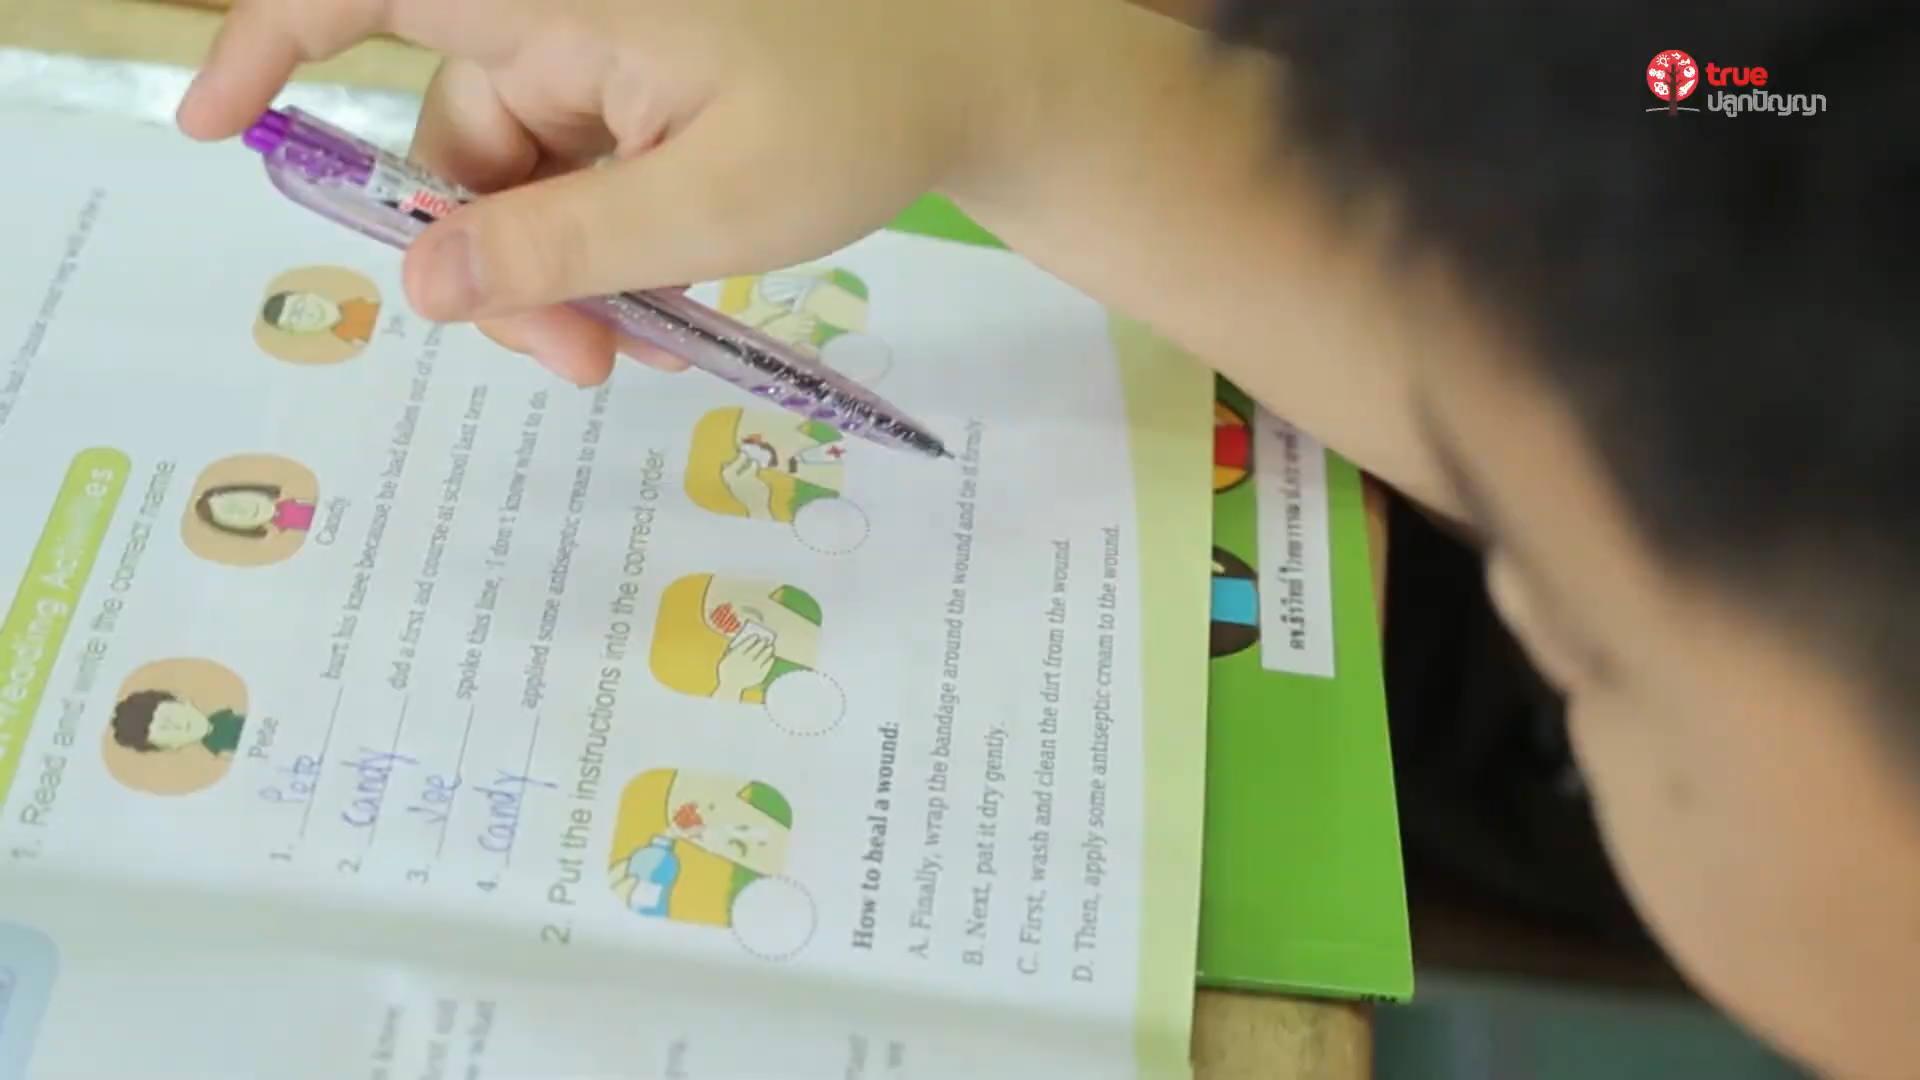 true
ปลูกปัญญา
Reading Activities
1. Read and write the correct name.
Pete
Candy
Joe
1. Pete hurt his knee because he had fallen out of a
2. Candy did a first aid course at school last term.
3. Joe spoke this line, 'I don't know what to do.
4. Candy applied some antiseptic cream to the
2. Put the instructions into the correct order.
How to heal a wound:
A. Finally, wrap the bandage around the wound and tie it firmly.
B. Next, pat it dry gently.
C. First, wash and clean the dirt from the wound.
D. Then, apply some antiseptic cream to the wound.